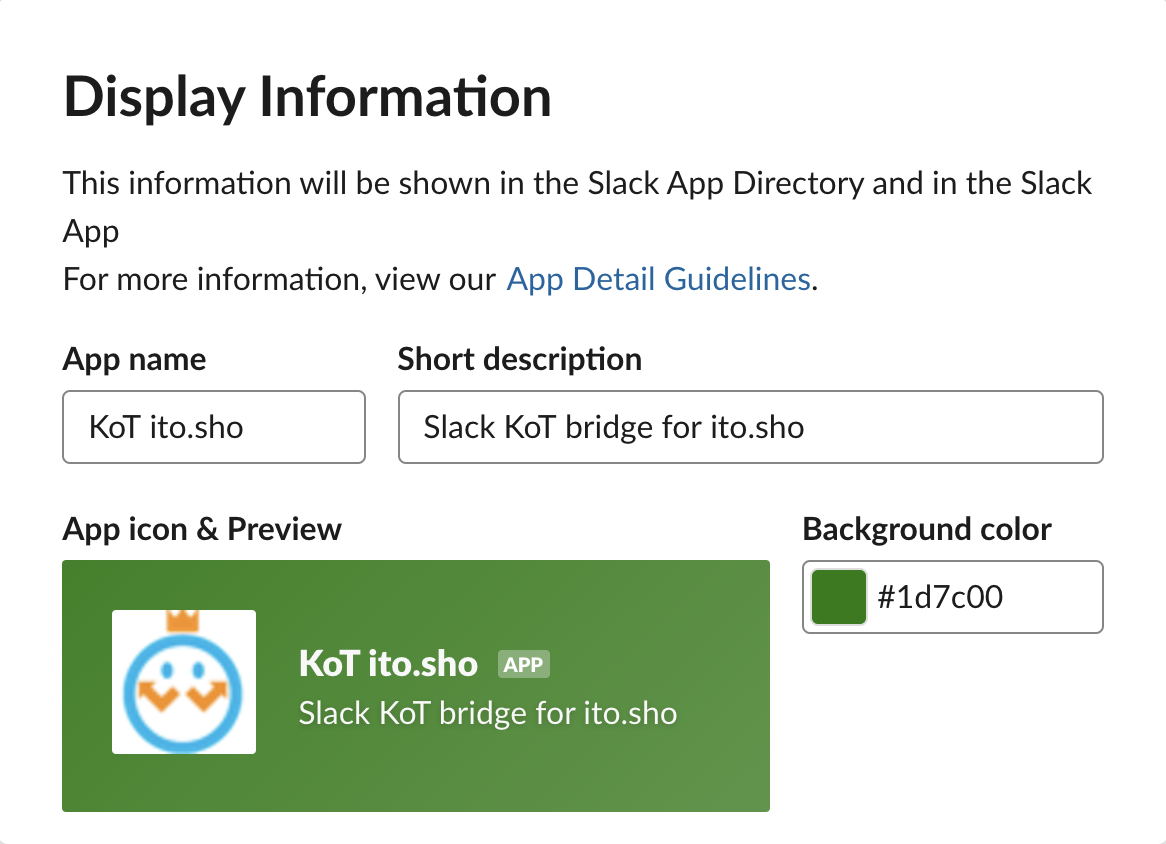 Display Information
This information will be shown in the Slack App Directory and in the Slack
App
For more information, view our App Detail Guidelines.
App name
Short description
KoT ito.sho
Slack KoT bridge for ito.sho
App icon & Preview
Background color
#1d7c00
KoT ito.sho APP
Slack KoT bridge for ito.sho